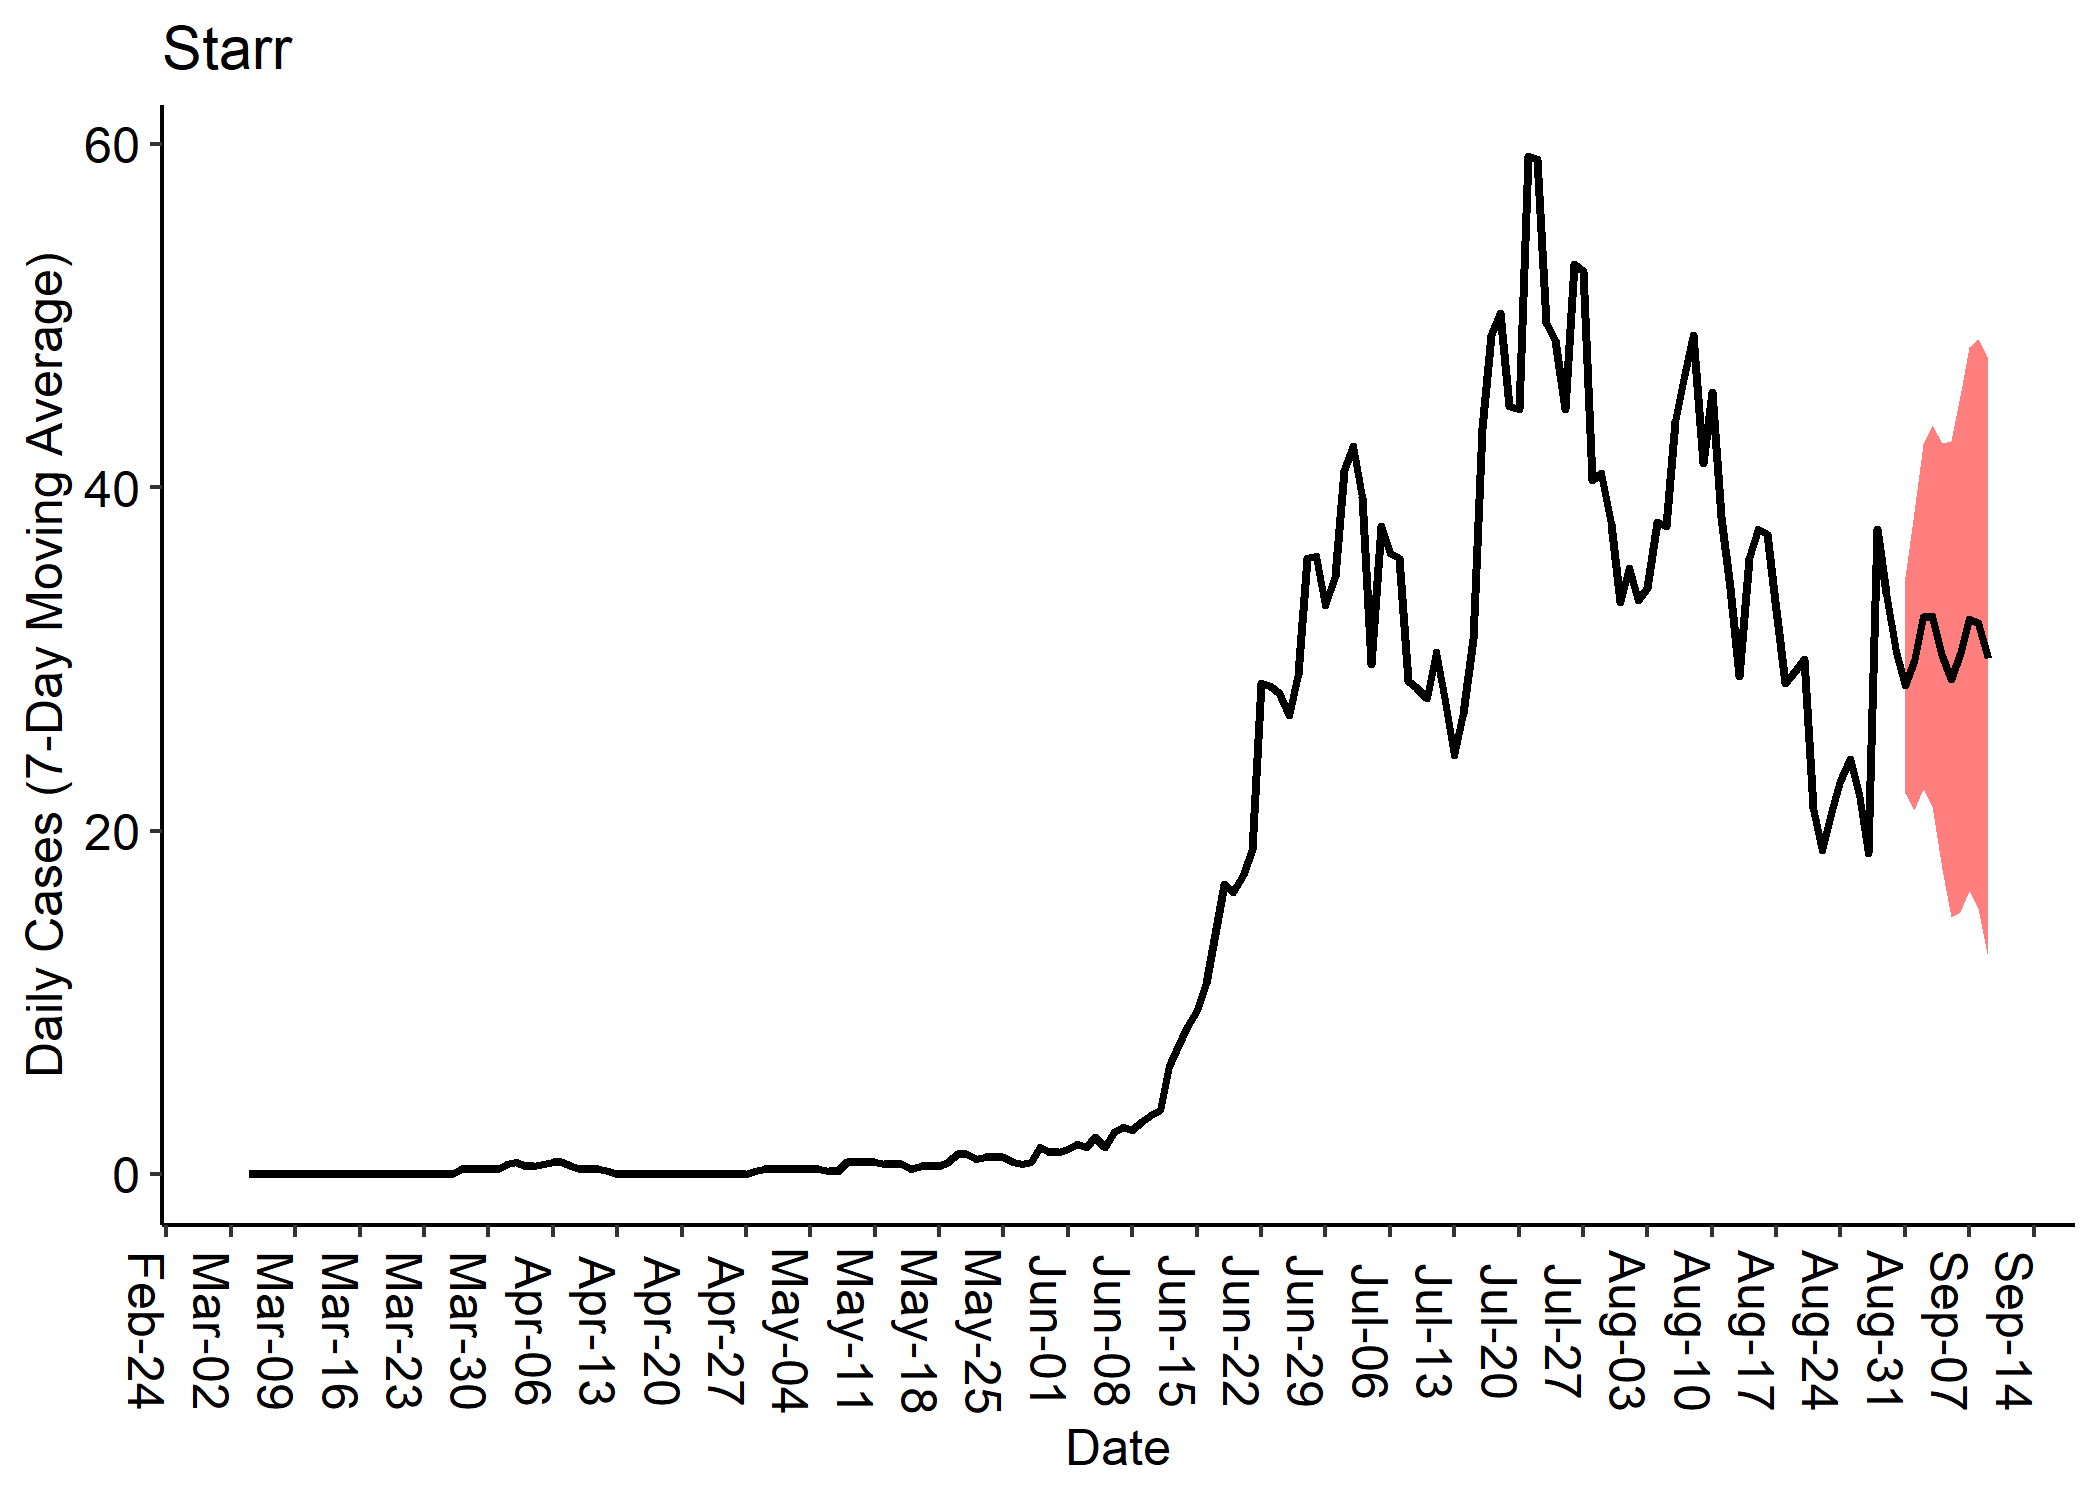 Starr
Daily Cases (7-Day Moving Average)
60
40
20
0
Feb-24
Mar-02
Mar-09
Mar-16
Mar-23
Mar-30
Apr-06
Apr-13
Apr-20
Apr-27
May-04
May-11
May-18
May-25
Jun-01
Jun-08
Jun-15
Jun-22
Jun-29
Jul-06
Jul-13
Jul-20
Jul-27
Aug-03
Aug-10
Aug-17
Aug-24
Aug-31
Sep-07
Sep-14
Date